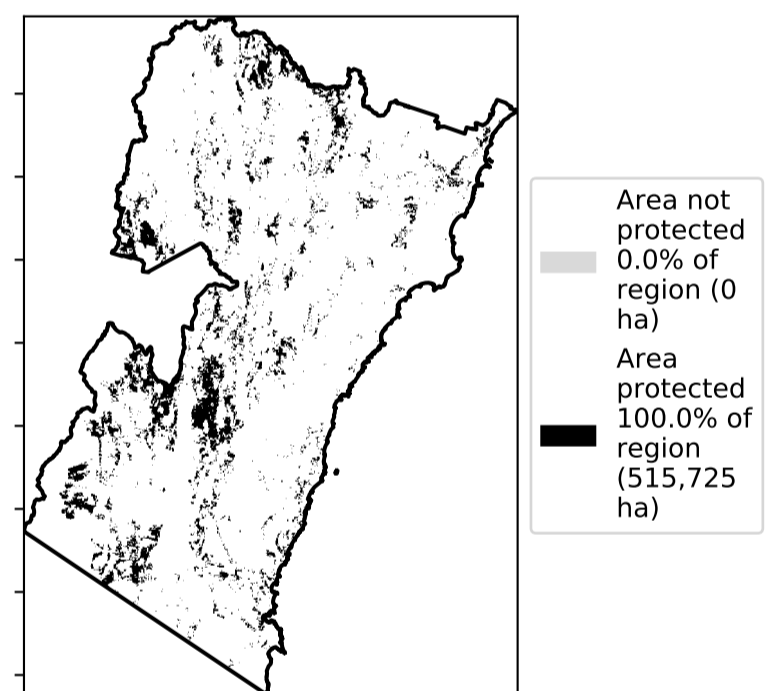 Area not
protected
0.0% of
region (0
ha)
Area
protected
100.0% of
region
(515,725
ha)